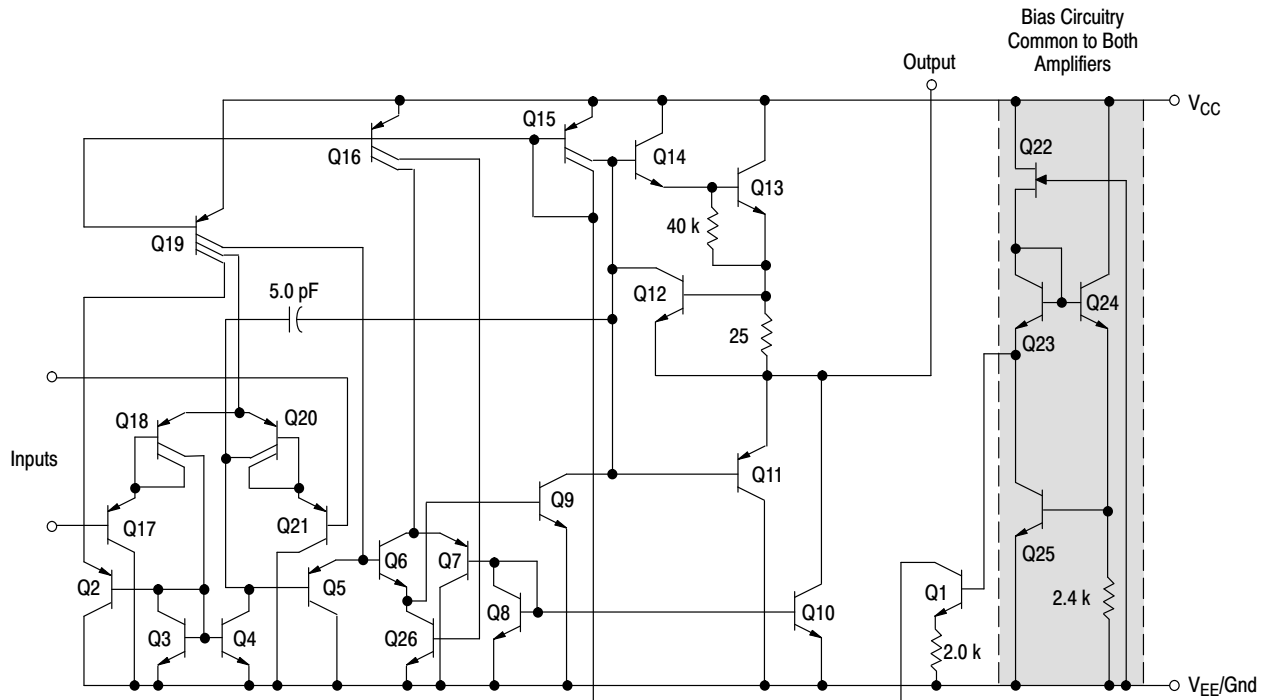 Bias Circuitry
Common to Both
Amplifiers
Output
V_CC
Q15
Q22
Q14
Q16
Q13
40 k
Q19
Q12
Q24
5.0 pF
25
Q23
Q18
Q20
Inputs
Q11
Q9
Q17
Q21
Q25
Q6
Q7
Q2
Q5
Q1
2.4 k
Q8
Q10
Q3
Q4
Q26
2.0 k
V_EE/Gnd